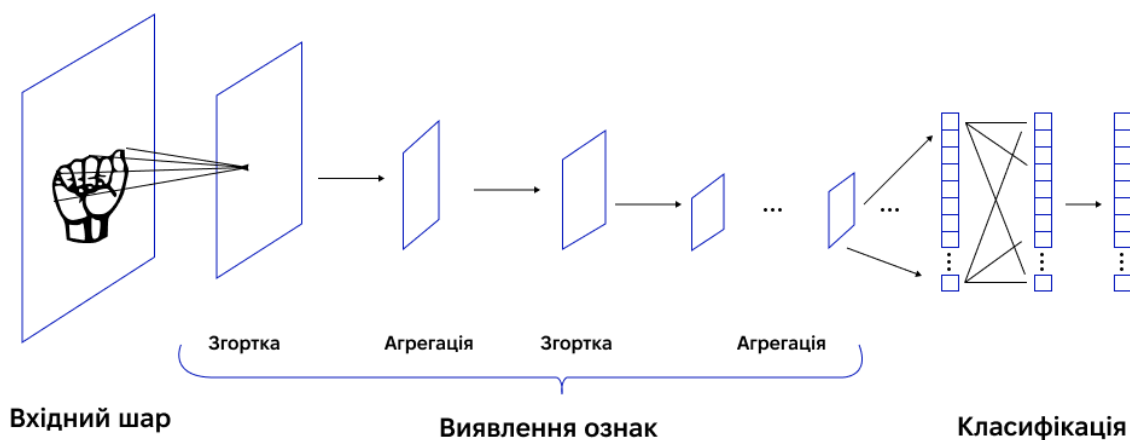 Згортка
Агрегація
Згортка
Агрегація
Вхідний шар
Виявлення ознак
Класифікація